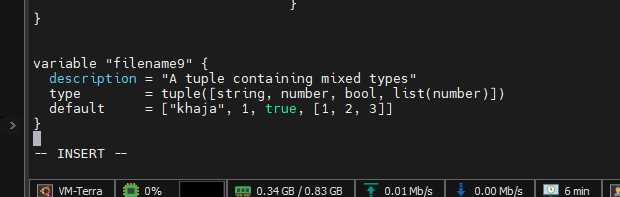 }
}
variable "filename9" {
  description = "A tuple containing mixed types"
  type        = tuple([string, number, bool, list(number)])
  default     = ["khaja", 1, true, [1, 2, 3]]
}
-- INSERT --
VM-Terra 0% 0.34 GB / 0.83 GB 0.01 Mb/s 0.00 Mb/s 6 min